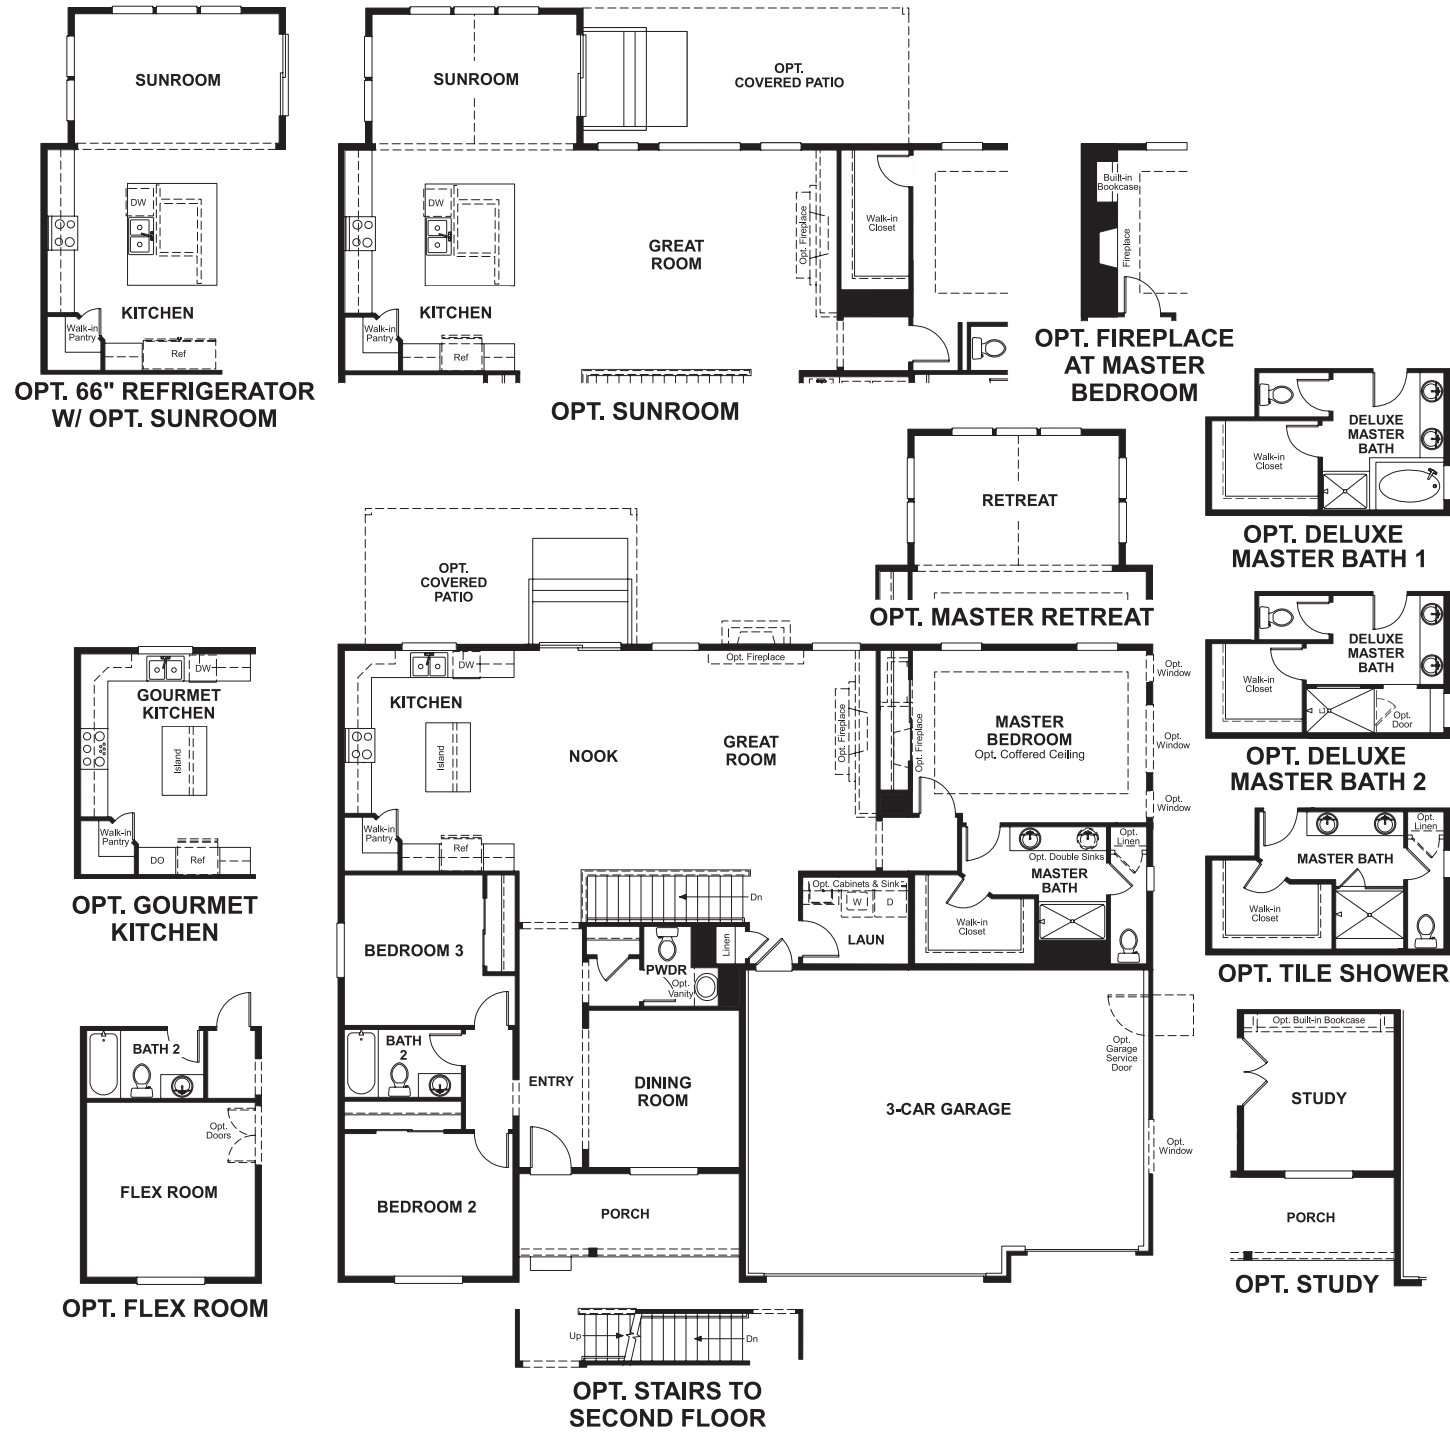 SUNROOM
DW
KITCHEN
Walk-in
Pantry
Ref
OPT. 66" REFRIGERATOR
W/ OPT. SUNROOM
SUNROOM
OPT.
COVERED PATIO
DW
GREAT
ROOM
Opt. Fireplace
Walk-in
Closet
KITCHEN
Walk-in
Pantry
Ref
OPT. SUNROOM
Built-in
Bookcase
Fireplace
OPT. FIREPLACE
AT MASTER
BEDROOM
DELUXE
MASTER
BATH
Walk-in
Closet
OPT. DELUXE
MASTER BATH 1
RETREAT
OPT. MASTER RETREAT
DELUXE
MASTER
BATH
Walk-in
Closet
Opt.
Door
OPT. DELUXE
MASTER BATH 2
Opt.
Linen
MASTER BATH
Walk-in
Closet
OPT. TILE SHOWER
DW
GOURMET
KITCHEN
Island
Walk-in
Pantry
DO
Ref
OPT. GOURMET
KITCHEN
OPT.
COVERED
PATIO
DW
Opt. Fireplace
KITCHEN
Island
NOOK
GREAT
ROOM
Opt. Fireplace
Opt. Fireplace
MASTER
BEDROOM
Opt. Coffered Ceiling
Opt.
Window
Opt.
Window
Opt.
Window
Walk-in
Pantry
Ref
Opt. Double Sinks
MASTER
BATH
Opt.
Linen
Dn
Opt. Cabinets & Sink
W
D
LAUN
Walk-in
Closet
BEDROOM 3
PWDR
Opt.
Vanity
Linen
BATH
2
ENTRY
DINING
ROOM
3-CAR GARAGE
Opt.
Garage
Service
Door
Opt.
Window
BEDROOM 2
PORCH
BATH 2
Opt.
Doors
FLEX ROOM
OPT. FLEX ROOM
Opt. Built-in Bookcase
STUDY
PORCH
OPT. STUDY
Up
Dn
OPT. STAIRS TO
SECOND FLOOR